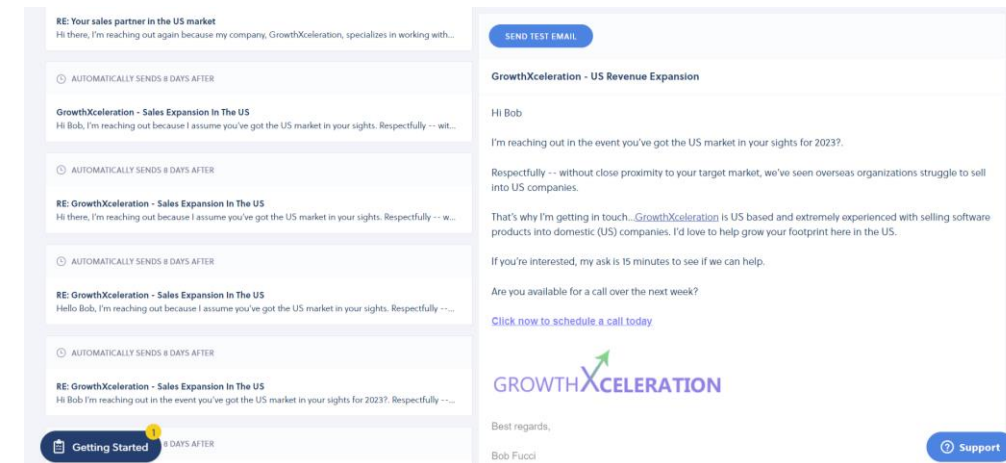 RE: Your sales partner in the US market
Hi there, I'm reaching out again because my company, GrowthXceleration, specializes in working with...
AUTOMATICALLY SENDS 8 DAYS AFTER
GrowthXceleration - Sales Expansion In The US
Hi Bob, I'm reaching out because I assume you've got the US market in your sights. Respectfully -- wit...
AUTOMATICALLY SENDS 8 DAYS AFTER
RE: GrowthXceleration - Sales Expansion In The US
Hi there, I'm reaching out because I assume you've got the US market in your sights. Respectfully -- w...
AUTOMATICALLY SENDS 8 DAYS AFTER
RE: GrowthXceleration - Sales Expansion In The US
Hello Bob, I'm reaching out because I assume you've got the US market in your sights. Respectfully --...
AUTOMATICALLY SENDS 8 DAYS AFTER
RE: GrowthXceleration - Sales Expansion In The US
Hi Bob I'm reaching out in the event you've got the US market in your sights for 2023?. Respectfully --...
8 DAYS AFTER
1
Getting Started
SEND TEST EMAIL
GrowthXceleration - US Revenue Expansion
Hi Bob
I'm reaching out in the event you've got the US market in your sights for 2023?.
Respectfully -- without close proximity to your target market, we've seen overseas organizations struggle to sell
into US companies.
That's why I'm getting in touch...GrowthXceleration is US based and extremely experienced with selling software
products into domestic (US) companies. I'd love to help grow your footprint here in the US.
If you're interested, my ask is 15 minutes to see if we can help.
Are you available for a call over the next week?
Click now to schedule a call today
GROWTHXCELERATION
Best regards,
Bob Fucci
Support